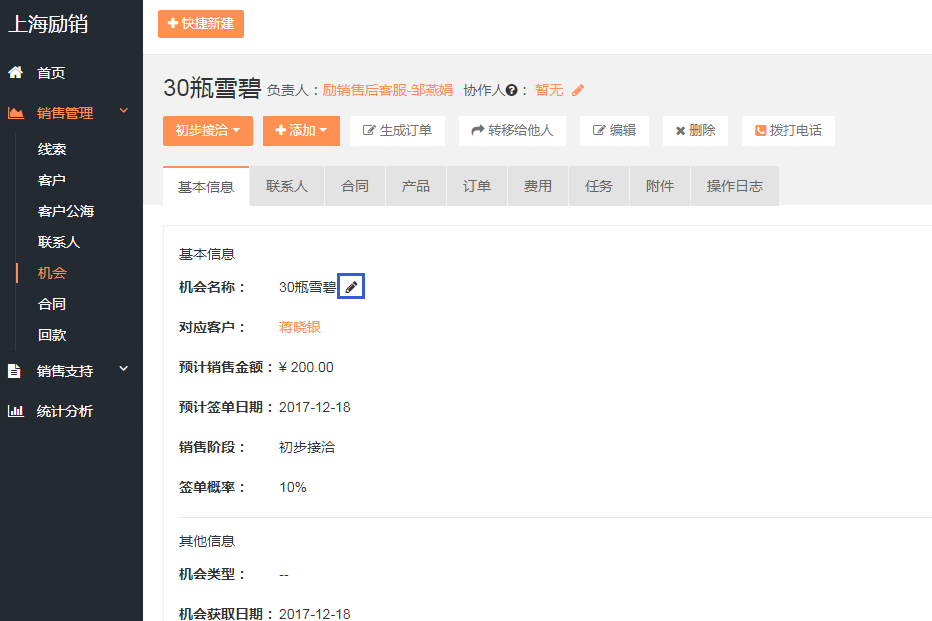 上海励销
快捷新建
首页
销售管理
线索
客户
客户公海
联系人
机会
合同
回款
销售支持
统计分析
30瓶雪碧 负责人：励销售后客服-邹燕娟 协作人?： 暂无
初步接洽 添加 生成订单 转移给他人 编辑 删除 拨打电话
基本信息 联系人 合同 产品 订单 费用 任务 附件 操作日志
基本信息
机会名称： 30瓶雪碧
对应客户： 蒋晓银
预计销售金额： ¥ 200.00
预计签单日期： 2017-12-18
销售阶段： 初步接洽
签单概率： 10%
其他信息
机会类型： --
机会获取日期： 2017-12-18